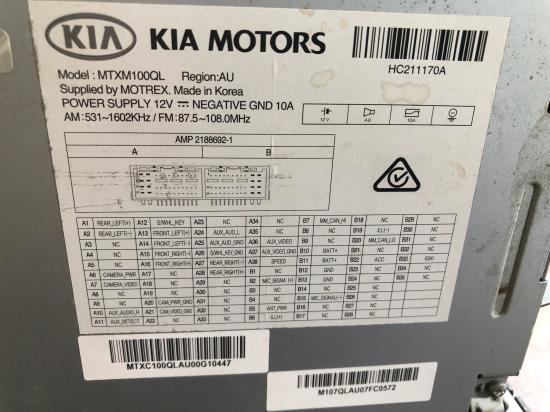 KIA KIA MOTORS
Model : MTXM100QL Region:AU
HC211170A
Supplied by MOTREX. Made in Korea
POWER SUPPLY 12V NEGATIVE GND 10A
AM:531~1602KHz / FM:87.5~108.0MHz
12V 4Ω 10A
AMP 2188692-1
A B
A1 REAR_LEFT(+) A12 S/WHL_KEY A23 NC A34 NC B7 MM_CAN_HI B18 NC B29 NC
A2 REAR_LEFT(-) A13 FRONT_LEFT(+) A24 AUX_AUD_L A35 NC B8 NC B19 ILL(-) B30 NC
A3 NC A14 FRONT_LEFT(-) A25 AUX_AUD_GND A36 AUX_VIDEO B9 NC B20 MM_CAN_LO B31 NC
A4 NC A15 FRONT_RIGHT(+) A26 S/WHL_KEY_GND A37 AUX_VIDEO_GND B10 BATT+ B21 NC B32 NC
A5 NC A16 FRONT_RIGHT(-) A27 REAR_RIGHT(-) A38 SPEED B11 BATT+ B22 ACC B33 IGN1
A6 CAMERA_PWR A17 NC A28 REAR_RIGHT(+) B1 NC B12 GND B23 NC B34 NC
A7 CAMERA_VIDEO A18 NC A29 NC B2 MIC_SIGNA (+) B13 GND B24 NC NC
A8 NC A19 NC A30 NC B3 NC B14 NC B25 NC
A9 NC A20 CAM_PWR_GND A31 NC B4 NC B15 MIC_SIGNAL(-) B26 NC
A10 AUX_AUDIO_R A21 CAM_VIDEO_GND A32 NC B5 ANT_PWR B16 NC B27 NC
A11 AUX_DETECT A22 NC A33 NC B6 ILL(+) B17 NC B28 NC
MTXC100QLAU00G10447
M107QLAU07FC0572